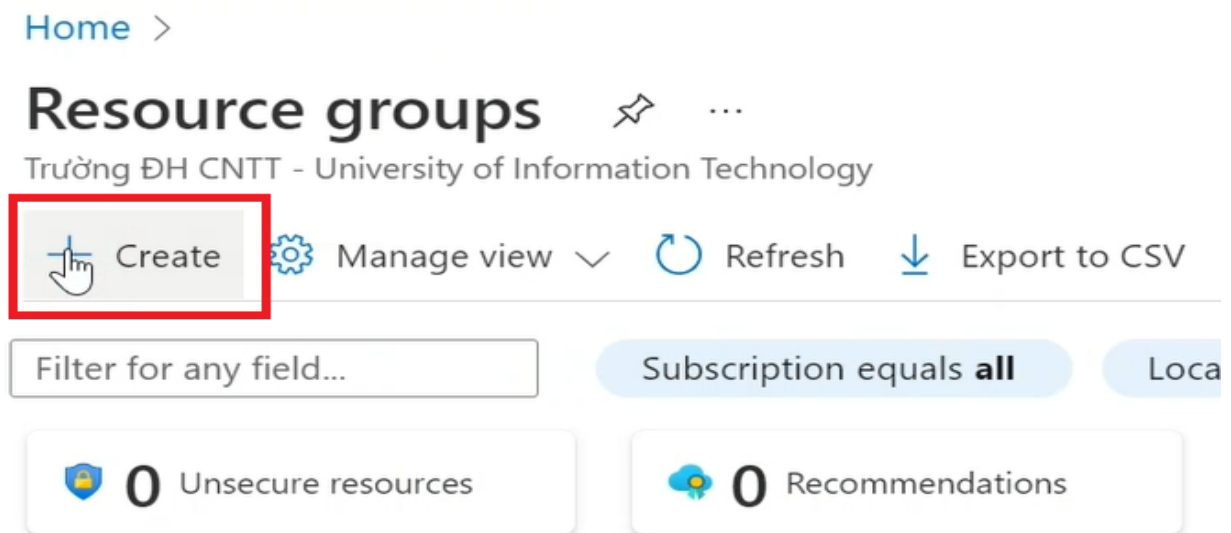 Home >
Resource groups ...
Trường ĐH CNTT - University of Information Technology
Create Manage view Refresh Export to CSV
Filter for any field... Subscription equals all Loca
0 Unsecure resources 0 Recommendations